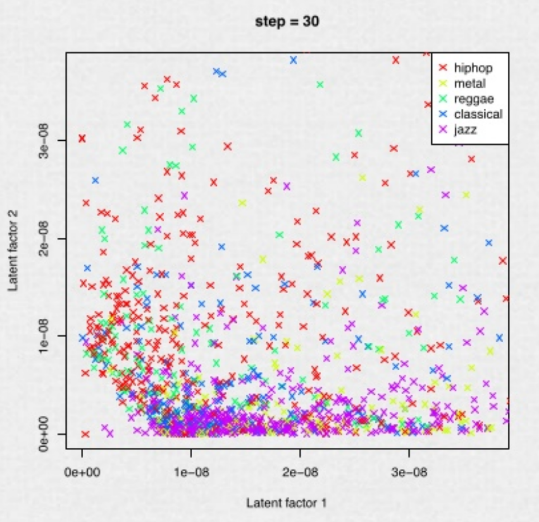 step = 30
hiphop
metal
reggae
classical
jazz
Latent factor 2
0e+00
1e-08
2e-08
3e-08
0e+00
1e-08
2e-08
3e-08
Latent factor 1